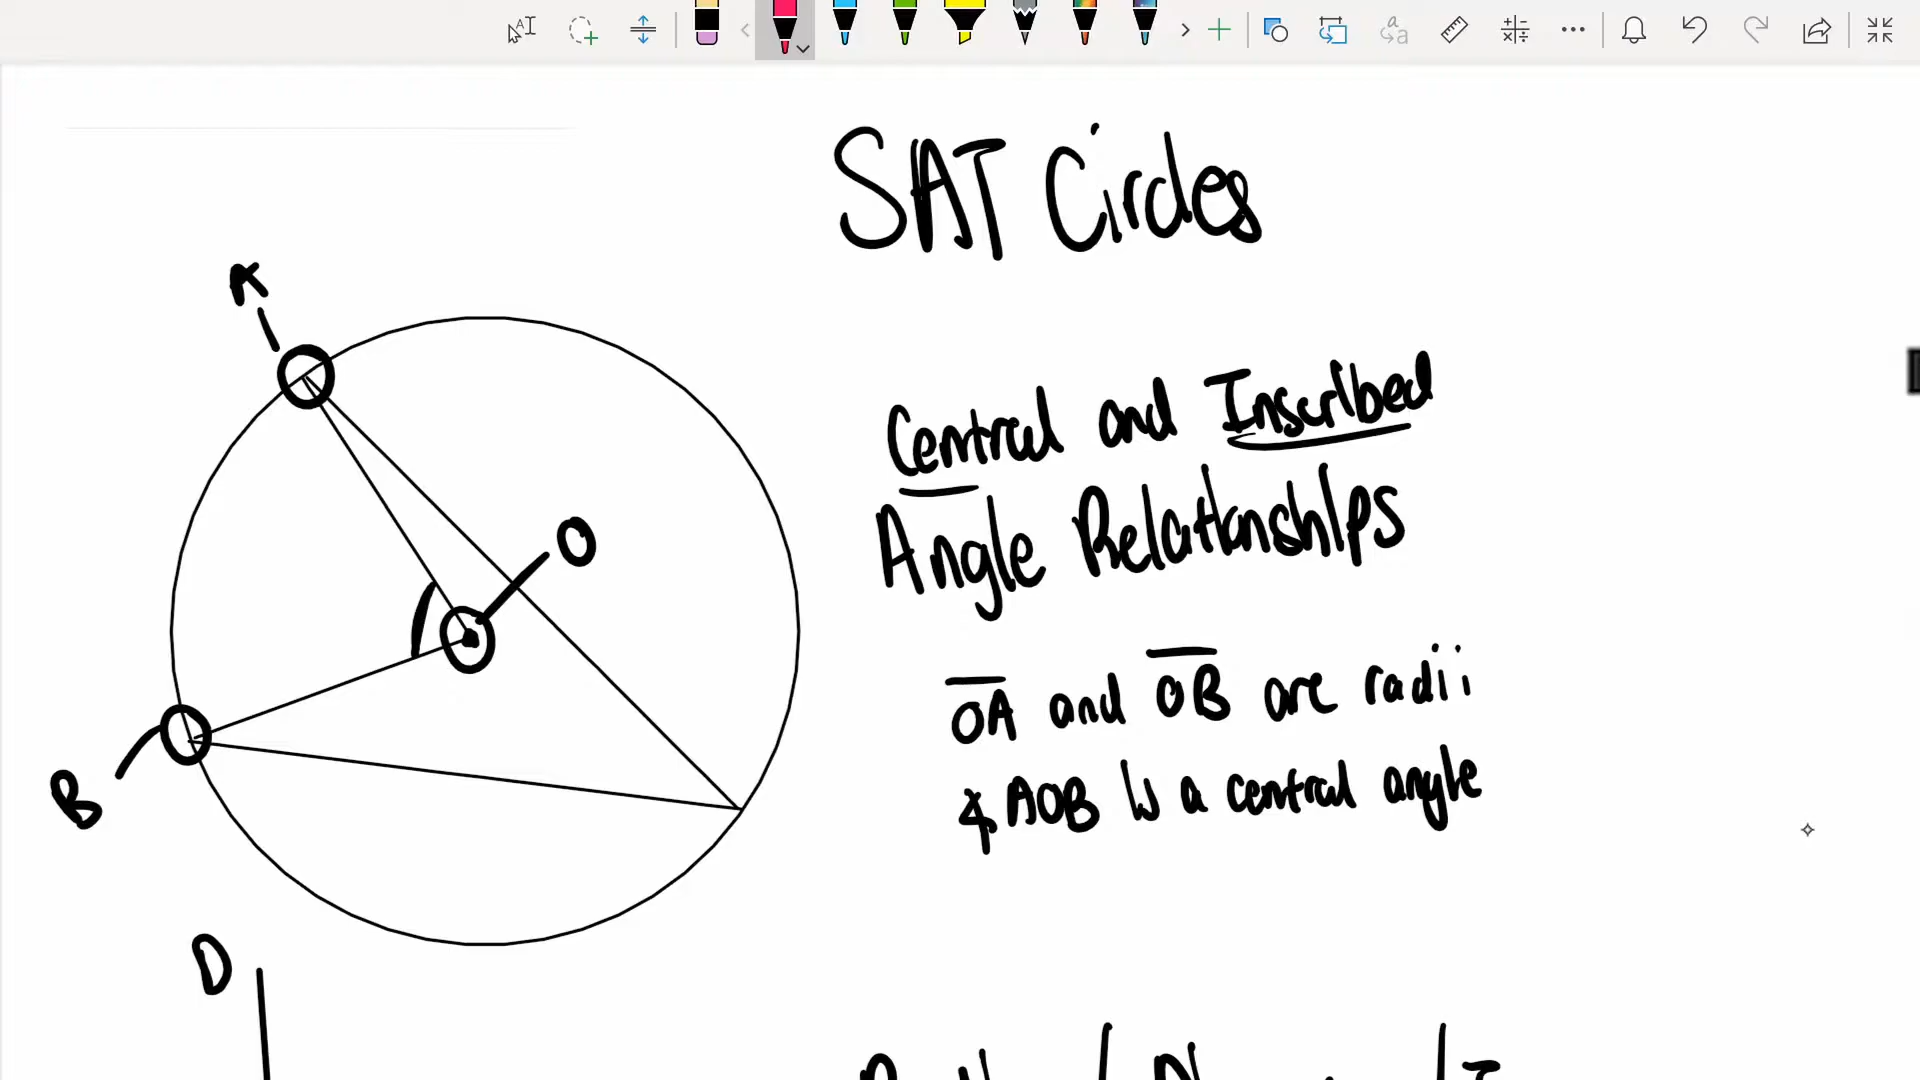 SAT Circles
A
Central and Inscribed
Angle Relationships
O
OA and OB are radii
∡AOB is a central angle
B
D